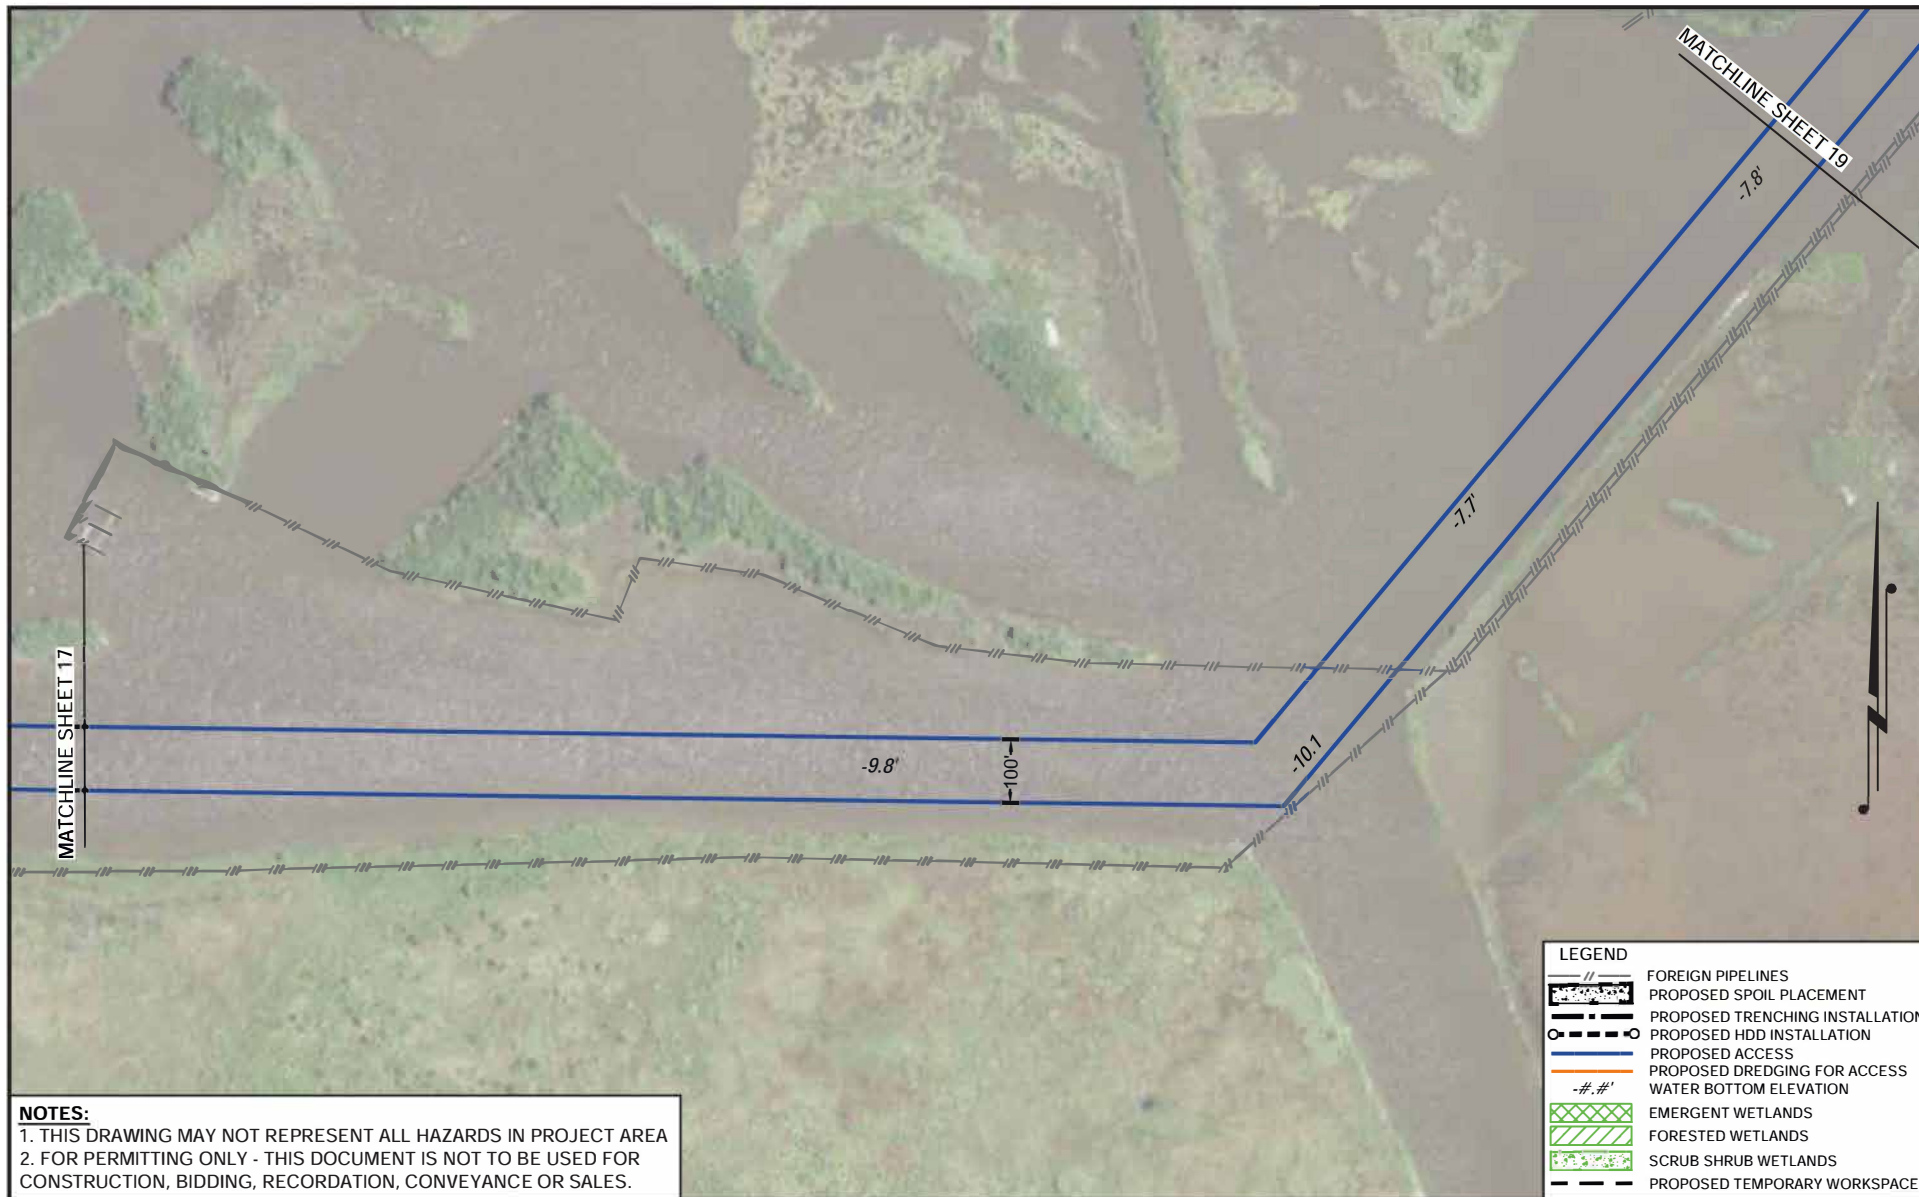 MATCHLINE SHEET 19
-7.8'
-7.7'
MATCHLINE SHEET 17
-9.8'
100'
-10.1
LEGEND
FOREIGN PIPELINES
PROPOSED SPOIL PLACEMENT
PROPOSED TRENCHING INSTALLATION
PROPOSED HDD INSTALLATION
PROPOSED ACCESS
PROPOSED DREDGING FOR ACCESS
-#.#' WATER BOTTOM ELEVATION
EMERGENT WETLANDS
FORESTED WETLANDS
SCRUB SHRUB WETLANDS
PROPOSED TEMPORARY WORKSPACE
NOTES:
1. THIS DRAWING MAY NOT REPRESENT ALL HAZARDS IN PROJECT AREA
2. FOR PERMITTING ONLY - THIS DOCUMENT IS NOT TO BE USED FOR
CONSTRUCTION, BIDDING, RECORDATION, CONVEYANCE OR SALES.